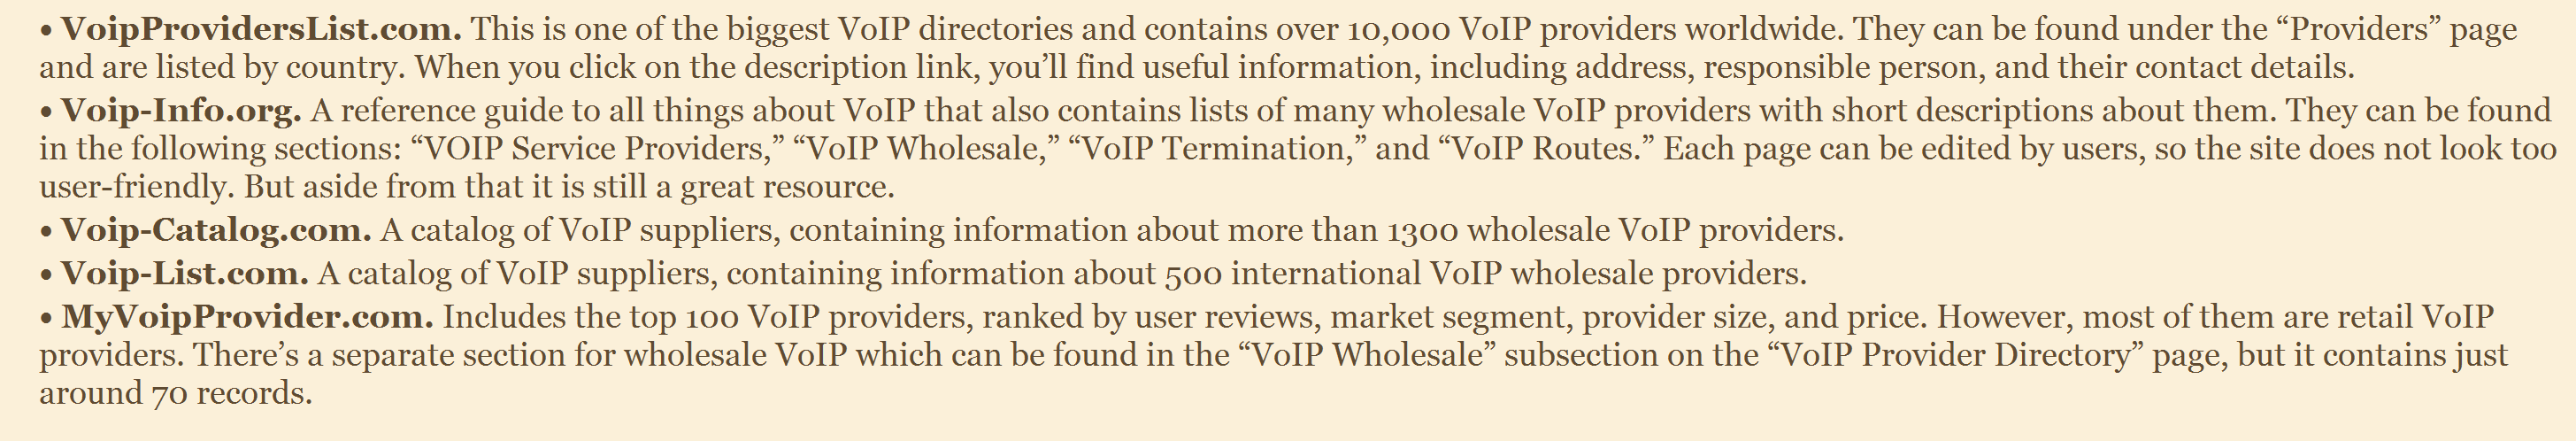 • VoipProvidersList.com. This is one of the biggest VoIP directories and contains over 10,000 VoIP providers worldwide. They can be found under the “Providers” page
and are listed by country. When you click on the description link, you’ll find useful information, including address, responsible person, and their contact details.
• Voip-Info.org. A reference guide to all things about VoIP that also contains lists of many wholesale VoIP providers with short descriptions about them. They can be found
in the following sections: “VOIP Service Providers,” “VoIP Wholesale,” “VoIP Termination,” and “VoIP Routes.” Each page can be edited by users, so the site does not look too
user-friendly. But aside from that it is still a great resource.
• Voip-Catalog.com. A catalog of VoIP suppliers, containing information about more than 1300 wholesale VoIP providers.
• Voip-List.com. A catalog of VoIP suppliers, containing information about 500 international VoIP wholesale providers.
• MyVoipProvider.com. Includes the top 100 VoIP providers, ranked by user reviews, market segment, provider size, and price. However, most of them are retail VoIP
providers. There’s a separate section for wholesale VoIP which can be found in the “VoIP Wholesale” subsection on the “VoIP Provider Directory” page, but it contains just
around 70 records.